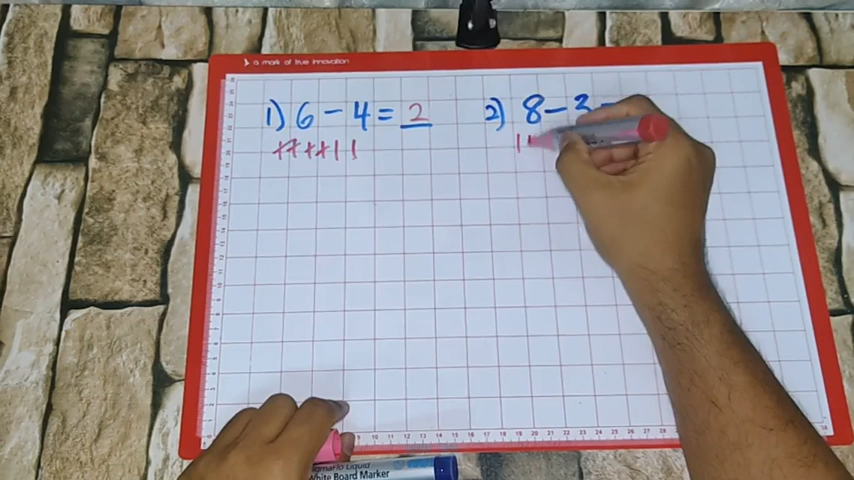 a mark of true innovation
1) 6 - 4 = 2
2) 8 - 3 =
White Board Marker